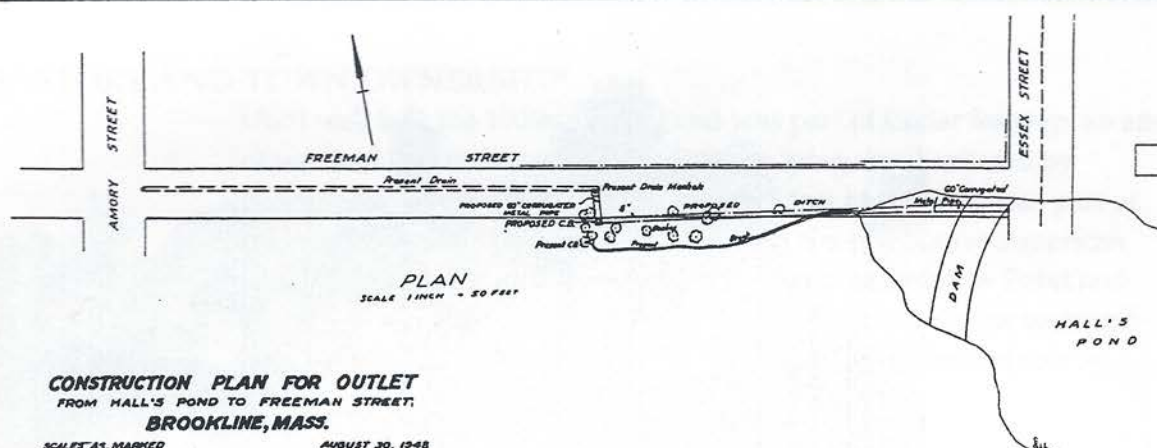 ESSEX STREET
AMORY STREET
FREEMAN STREET
Present Drain
Present Drain Manhole
60" Corrugated
Metal Pipe
PROPOSED 60" CORRUGATED
METAL PIPE
PROPOSED
DITCH
PROPOSED C.B.
Present C.B.
DAM
PLAN
SCALE 1 INCH = 50 FEET
HALL'S
POND
CONSTRUCTION PLAN FOR OUTLET
FROM HALL'S POND TO FREEMAN STREET,
BROOKLINE, MASS.
SCALES AS MARKED AUGUST 30, 1948